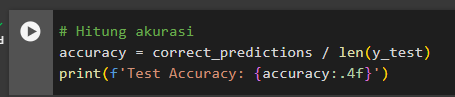 # Hitung akurasi
accuracy = correct_predictions / len(y_test)
print(f'Test Accuracy: {accuracy:.4f}')